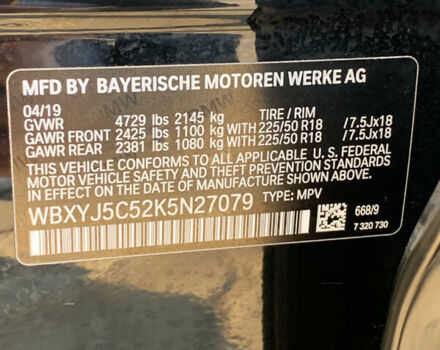 MFD BY BAYERISCHE MOTOREN WERKE AG
04/19
GVWR 4729 lbs 2145 kg TIRE / RIM
GAWR FRONT 2425 lbs 1100 kg WITH 225/50 R18 /7.5Jx18
GAWR REAR 2381 lbs 1080 kg WITH 225/50 R18 /7.5Jx18
THIS VEHICLE CONFORMS TO ALL APPLICABLE U.S. FEDERAL
MOTOR VEHICLE SAFETY AND THEFT PREVENTION STANDARDS
IN EFFECT ON THE DATE OF MANUFACTURE SHOWN ABOVE.
WBXYJ5C52K5N27079 TYPE: MPV
668/9
7 320 730